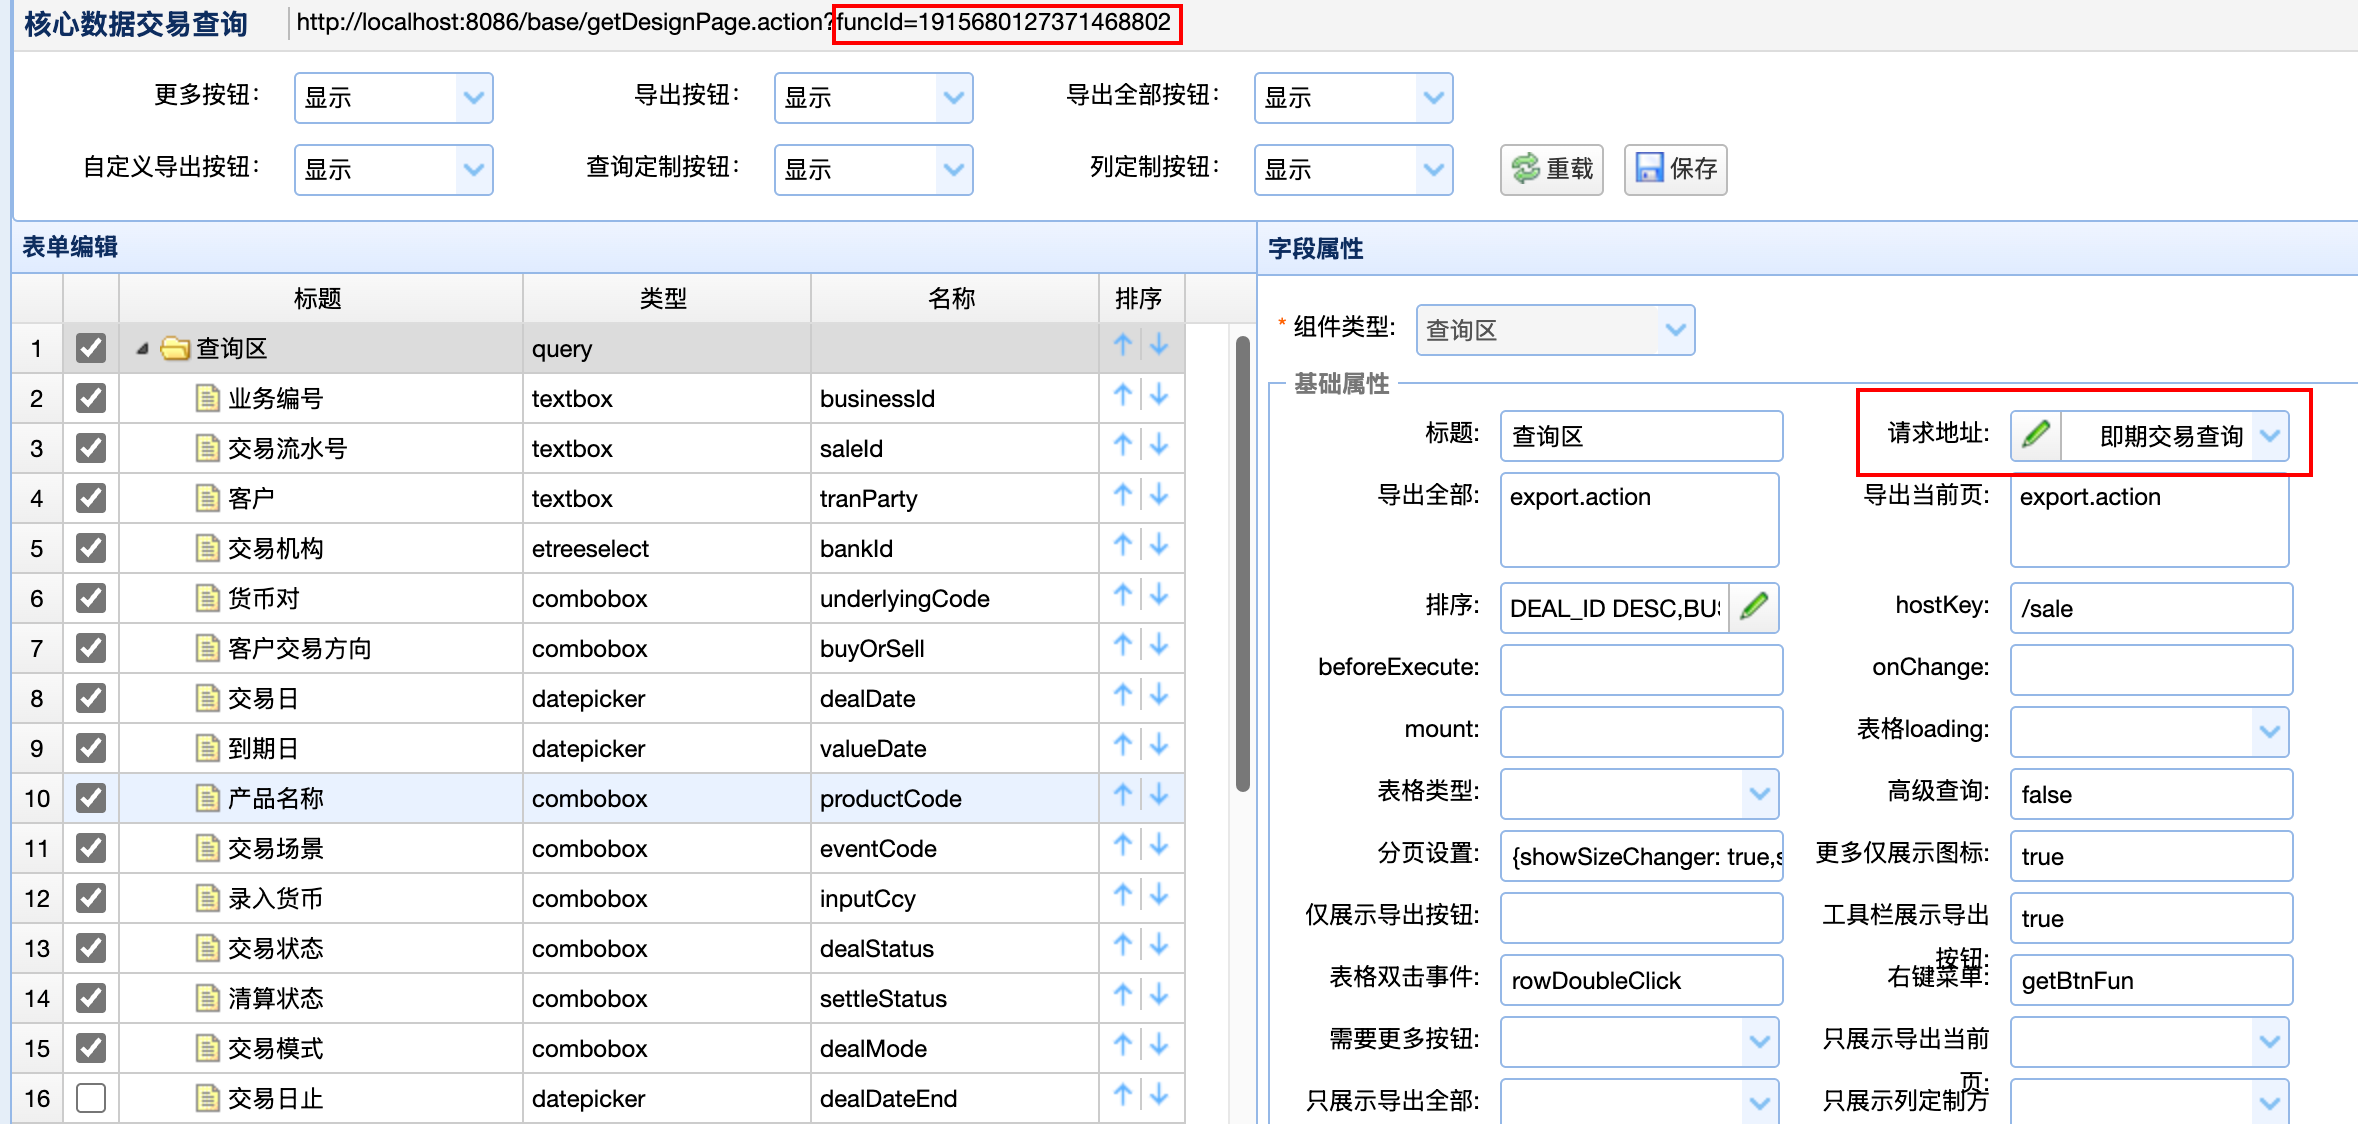 核心数据交易查询 http://localhost:8086/base/getDesignPage.action?funcId=1915680127371468802
更多按钮: 显示 导出按钮: 显示 导出全部按钮: 显示
自定义导出按钮: 显示 查询定制按钮: 显示 列定制按钮: 显示 重载 保存
表单编辑
标题 类型 名称 排序
1 查询区 query
2 业务编号 textbox businessId
3 交易流水号 textbox saleId
4 客户 textbox tranParty
5 交易机构 etreeselect bankId
6 货币对 combobox underlyingCode
7 客户交易方向 combobox buyOrSell
8 交易日 datepicker dealDate
9 到期日 datepicker valueDate
10 产品名称 combobox productCode
11 交易场景 combobox eventCode
12 录入货币 combobox inputCcy
13 交易状态 combobox dealStatus
14 清算状态 combobox settleStatus
15 交易模式 combobox dealMode
16 交易日止 datepicker dealDateEnd
字段属性
* 组件类型: 查询区
基础属性
标题: 查询区 请求地址: 即期交易查询
导出全部: export.action 导出当前页: export.action
排序: DEAL_ID DESC,BUS hostKey: /sale
beforeExecute: onChange:
mount: 表格loading:
表格类型: 高级查询: false
分页设置: {showSizeChanger: true,s 更多仅展示图标: true
仅展示导出按钮: 工具栏展示导出按钮: true
表格双击事件: rowDoubleClick 右键菜单: getBtnFun
需要更多按钮: 只展示导出当前页:
只展示导出全部: 只展示列定制方